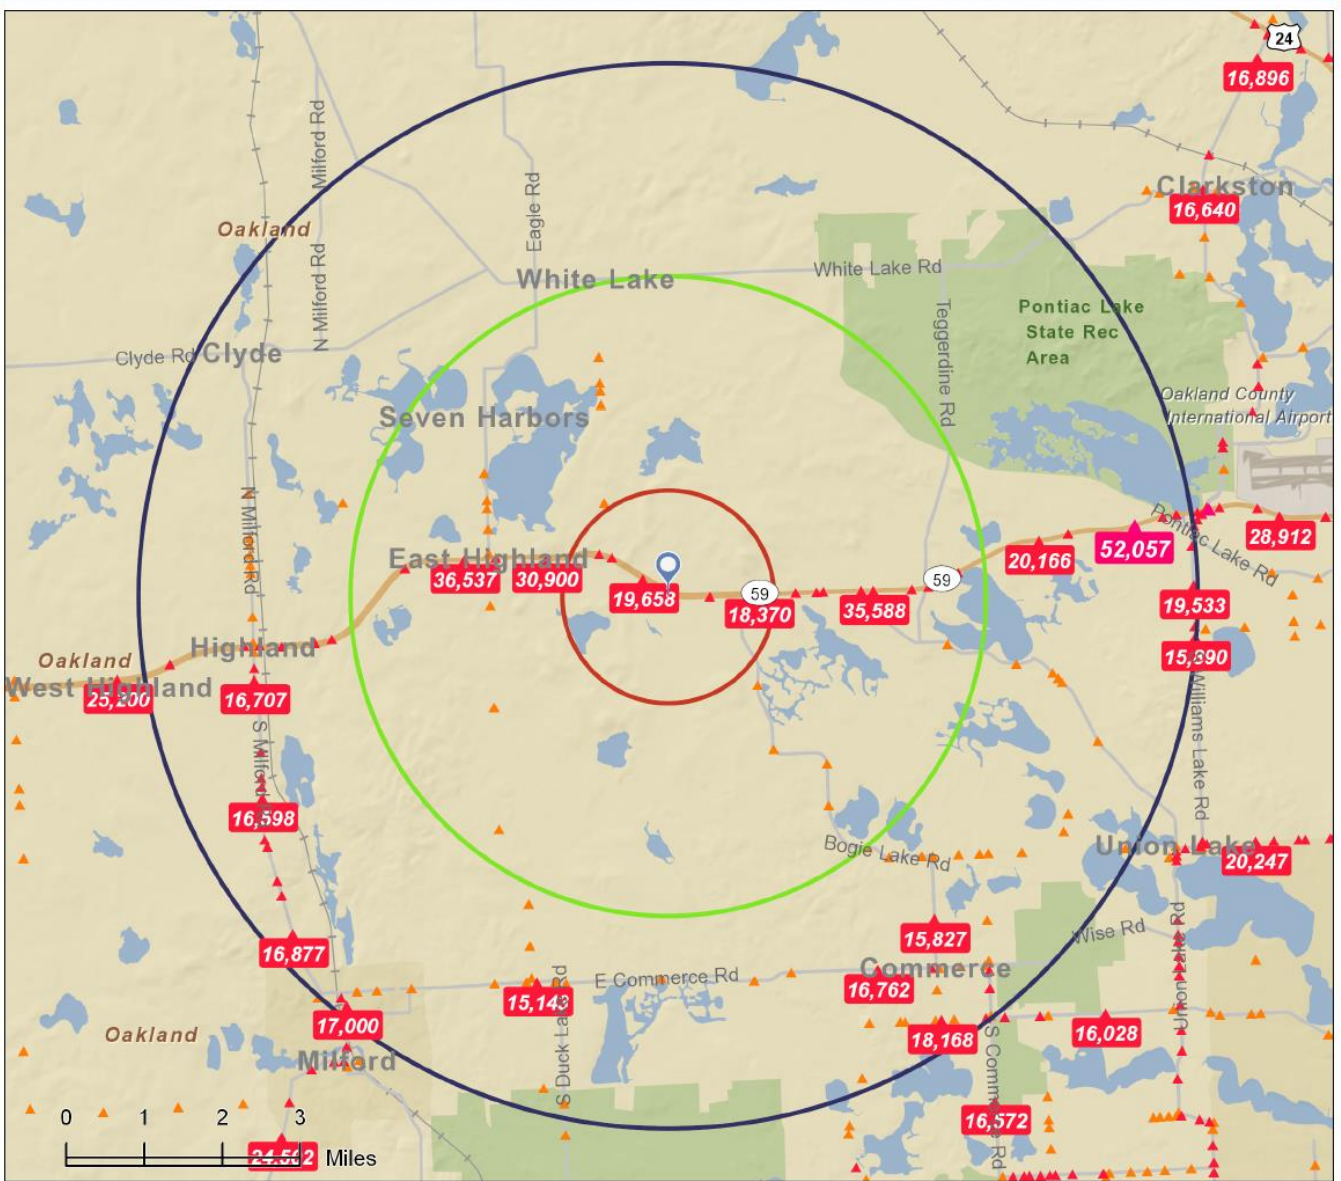 24
16,896
N Milford Rd
Clarkston
16,640
Eagle Rd
Oakland
N Milford Rd
White Lake
White Lake Rd
Pontiac Lake
State Rec
Area
Teggerdine Rd
Clyde Rd
Clyde
Oakland County
International Airport
Seven Harbors
N Milford Rd
Pontiac Lake Rd
28,912
52,057
20,166
East Highland
36,537
30,900
19,658
59
59
18,370
35,588
19,533
Highland
Oakland
West Highland
25,200
16,707
15,890
Williams Lake Rd
S Milford Rd
16,598
Bogie Lake Rd
Union Lake
20,247
Wise Rd
15,827
16,877
Commerce
E Commerce Rd
16,762
15,143
S Duck Lake Rd
Union Lake Rd
17,000
18,168
16,028
Oakland
Milford
S Commerce Rd
16,572
0 1 2 3
Miles